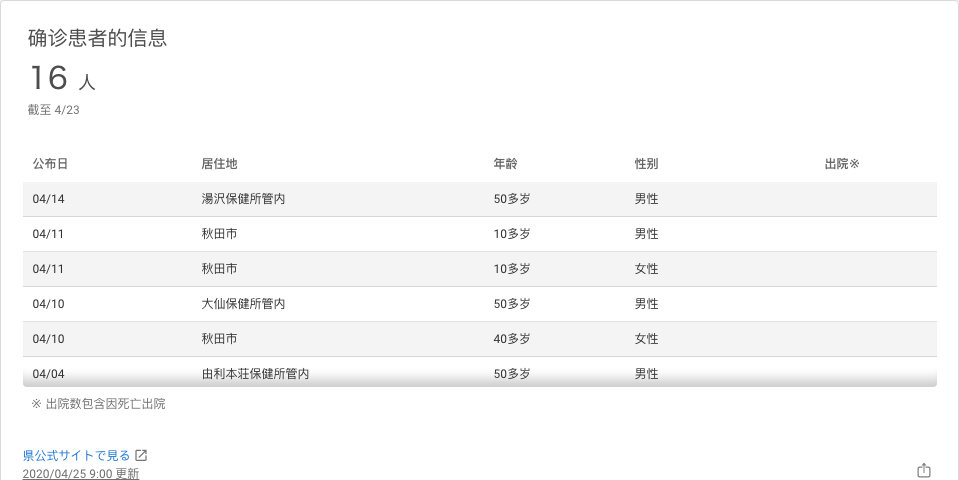 确诊患者的信息
16 人
截至 4/23
公布日 居住地 年龄 性别 出院※
04/14 湯沢保健所管内 50多岁 男性
04/11 秋田市 10多岁 男性
04/11 秋田市 10多岁 女性
04/10 大仙保健所管内 50多岁 男性
04/10 秋田市 40多岁 女性
04/04 由利本荘保健所管内 50多岁 男性
※ 出院数包含因死亡出院
県公式サイトで見る
2020/04/25 9:00 更新